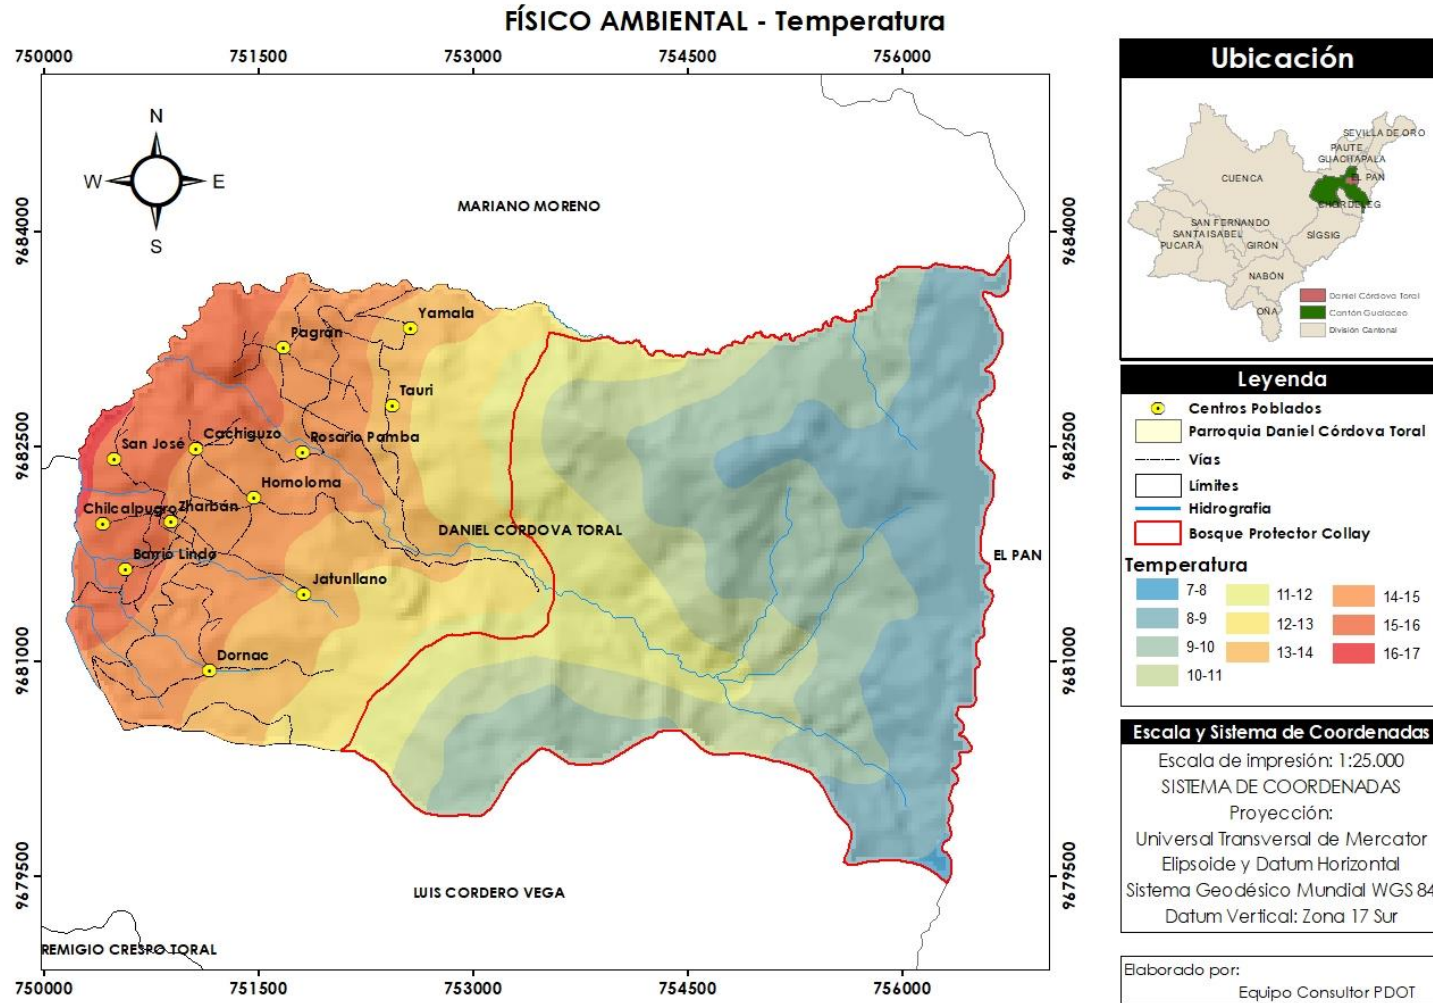 FÍSICO AMBIENTAL - Temperatura
750000 751500 753000 754500 756000
N
W E
S
MARIANO MORENO
9684000
9684000
Yamala
Pagrán
Tauri
9682500
9682500
San José
Cachiguzo
Rosario Pamba
Homoloma
Chilcalpugro
Zharbán
DANIEL CÓRDOVA TORAL
Barrio Lindo
EL PAN
Jatunllano
Dornac
9681000
9681000
9679500
9679500
LUIS CORDERO VEGA
REMIGIO CRESPO TORAL
750000 751500 753000 754500 756000
Ubicación
SEVILLA DE ORO
PAUTE
GUACHAPALA
CUENCA
EL PAN
CHORDELEG
SAN FERNANDO
SANTA ISABEL
SÍGSIG
PUCARÁ
GIRÓN
NABÓN
OÑA
Daniel Córdova Toral
Cantón Gualaceo
División Cantonal
Leyenda
Centros Poblados
Parroquia Daniel Córdova Toral
Vías
Límites
Hidrografia
Bosque Protector Collay
Temperatura
7-8 11-12 14-15
8-9 12-13 15-16
9-10 13-14 16-17
10-11
Escala y Sistema de Coordenadas
Escala de impresión: 1:25.000
SISTEMA DE COORDENADAS
Proyección:
Universal Transversal de Mercator
Elipsoide y Datum Horizontal
Sistema Geodésico Mundial WGS 84
Datum Vertical: Zona 17 Sur
Elaborado por:
Equipo Consultor PDOT